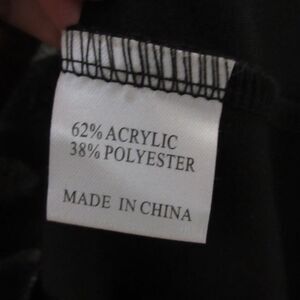 62% ACRYLIC
38% POLYESTER
MADE IN CHINA